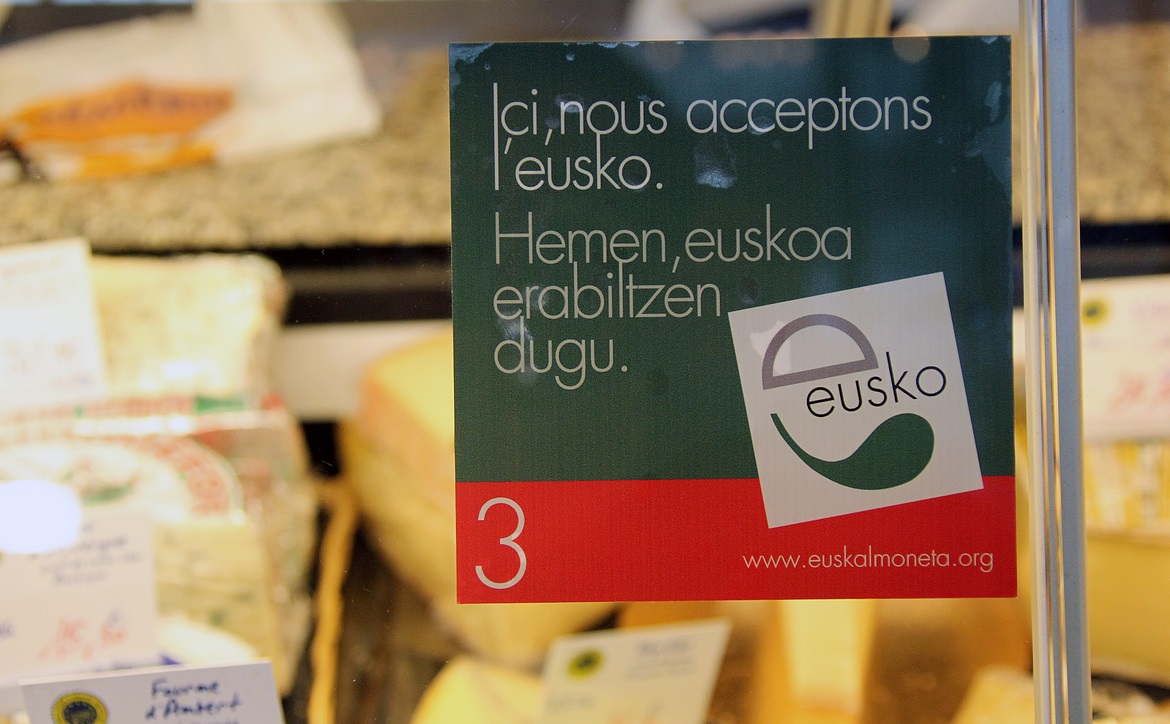 Ici, nous acceptons
l'eusko.
Hemen, euskoa
erabiltzen
dugu.
eusko
3
www.euskalmoneta.org
Fourme
d'Ambert